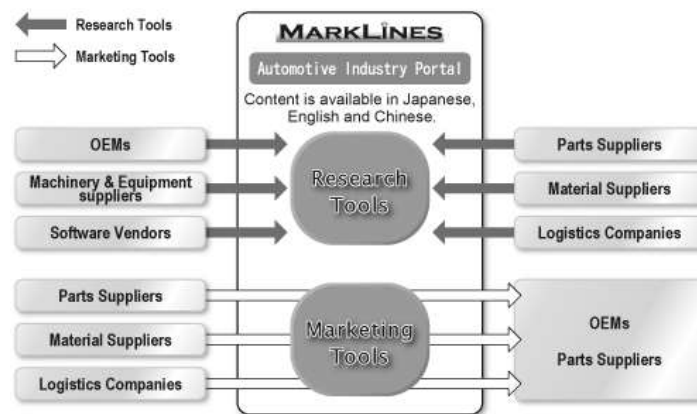 Research Tools
Marketing Tools
MARKLINES
Automotive Industry Portal
Content is available in Japanese,
English and Chinese.
OEMs
Machinery & Equipment
suppliers
Software Vendors
Research
Tools
Parts Suppliers
Material Suppliers
Logistics Companies
Parts Suppliers
Material Suppliers
Logistics Companies
Marketing
Tools
OEMs
Parts Suppliers